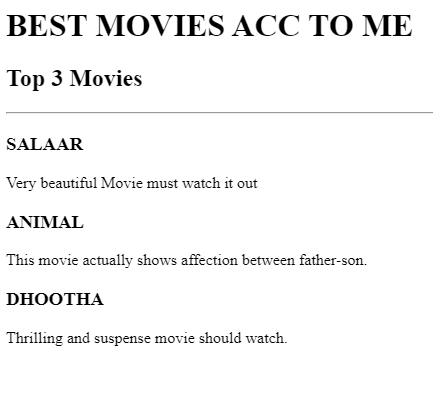 BEST MOVIES ACC TO ME
Top 3 Movies
SALAAR
Very beautiful Movie must watch it out
ANIMAL
This movie actually shows affection between father-son.
DHOOTHA
Thrilling and suspense movie should watch.